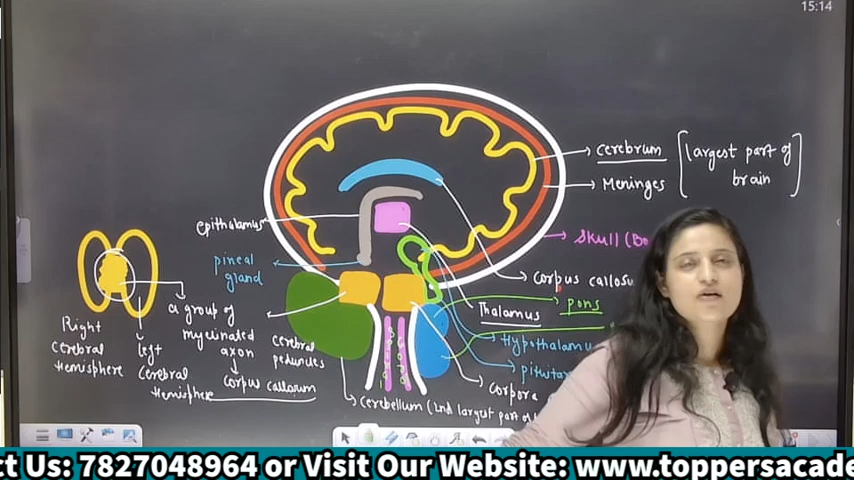 15:14
cerebrum [largest part of
brain]
Meninges
epithalamus
Skull (Bo
pineal
gland
corpus callosu
a group of
myelinated
axon
corpus callosum
Right
cerebral
Hemisphere
left
cerebral
Hemisphere
cerebral
peduncles
Thalamus
pons
Hypothalamu
pitutar
corpora
cerebellum (2nd largest part of b
ct Us: 7827048964 or Visit Our Website: www.toppersacade